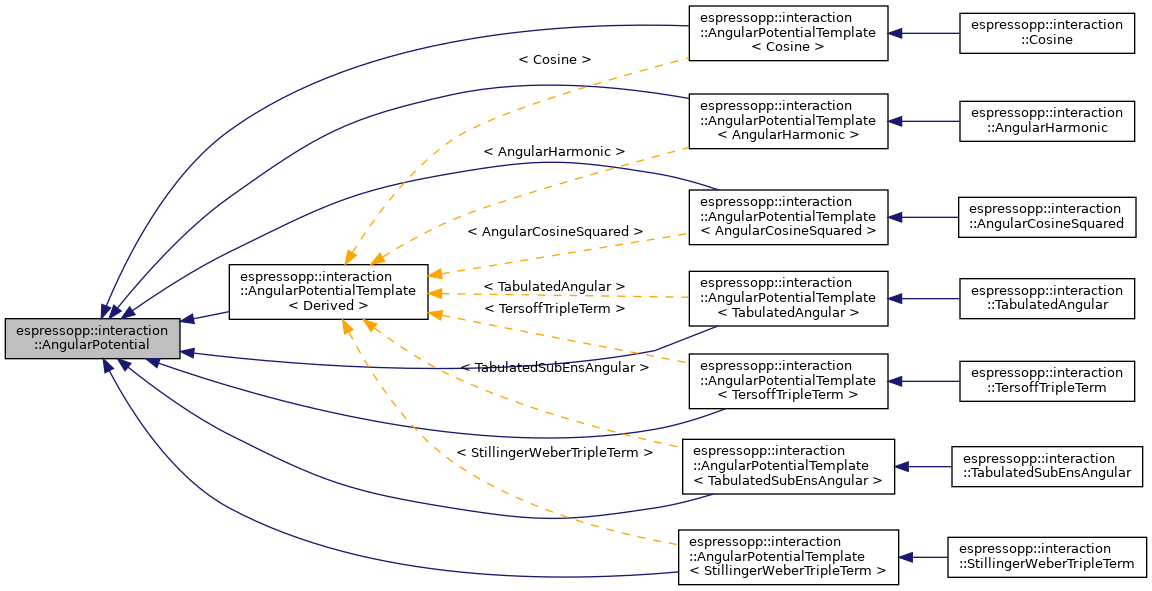 espressopp::interaction
::AngularPotential
espressopp::interaction
::AngularPotentialTemplate
< Derived >
< Cosine >
< AngularHarmonic >
< AngularCosineSquared >
< TabulatedAngular >
< TersoffTripleTerm >
< TabulatedSubEnsAngular >
< StillingerWeberTripleTerm >
espressopp::interaction
::AngularPotentialTemplate
< Cosine >
espressopp::interaction
::Cosine
espressopp::interaction
::AngularPotentialTemplate
< AngularHarmonic >
espressopp::interaction
::AngularHarmonic
espressopp::interaction
::AngularPotentialTemplate
< AngularCosineSquared >
espressopp::interaction
::AngularCosineSquared
espressopp::interaction
::AngularPotentialTemplate
< TabulatedAngular >
espressopp::interaction
::TabulatedAngular
espressopp::interaction
::AngularPotentialTemplate
< TersoffTripleTerm >
espressopp::interaction
::TersoffTripleTerm
espressopp::interaction
::AngularPotentialTemplate
< TabulatedSubEnsAngular >
espressopp::interaction
::TabulatedSubEnsAngular
espressopp::interaction
::AngularPotentialTemplate
< StillingerWeberTripleTerm >
espressopp::interaction
::StillingerWeberTripleTerm